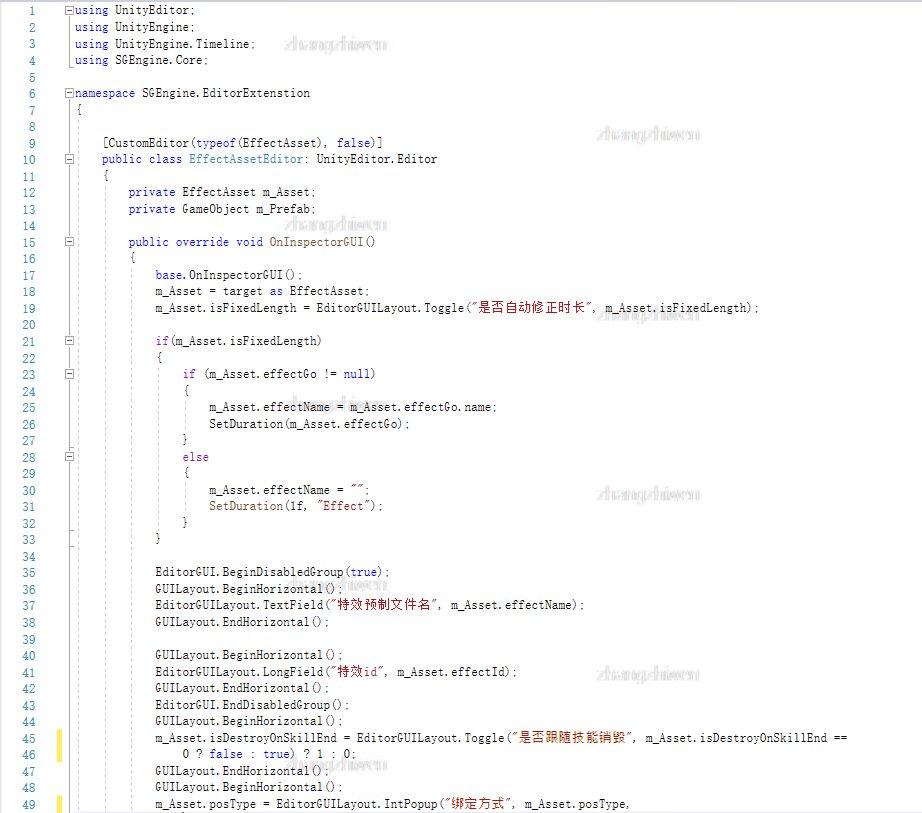 1 using UnityEditor;
2 using UnityEngine;
3 using UnityEngine.Timeline;
4 using SGEngine.Core;
5
6 namespace SGEngine.EditorExtenstion
7 {
8
9 [CustomEditor(typeof(EffectAsset), false)]
10 public class EffectAssetEditor: UnityEditor.Editor
11 {
12 private EffectAsset m_Asset;
13 private GameObject m_Prefab;
14
15 public override void OnInspectorGUI()
16 {
17 base.OnInspectorGUI();
18 m_Asset = target as EffectAsset;
19 m_Asset.isFixedLength = EditorGUILayout.Toggle("是否自动修正时长", m_Asset.isFixedLength);
20
21 if(m_Asset.isFixedLength)
22 {
23 if (m_Asset.effectGo != null)
24 {
25 m_Asset.effectName = m_Asset.effectGo.name;
26 SetDuration(m_Asset.effectGo);
27 }
28 else
29 {
30 m_Asset.effectName = "";
31 SetDuration(1f, "Effect");
32 }
33 }
34
35 EditorGUI.BeginDisabledGroup(true);
36 GUILayout.BeginHorizontal();
37 EditorGUILayout.TextField("特效预制文件名", m_Asset.effectName);
38 GUILayout.EndHorizontal();
39
40 GUILayout.BeginHorizontal();
41 EditorGUILayout.LongField("特效id", m_Asset.effectId);
42 GUILayout.EndHorizontal();
43 EditorGUI.EndDisabledGroup();
44 GUILayout.BeginHorizontal();
45 m_Asset.isDestroyOnSkillEnd = EditorGUILayout.Toggle("是否跟随技能销毁", m_Asset.isDestroyOnSkillEnd ==
46 0 ? false : true) ? 1 : 0;
47 GUILayout.EndHorizontal();
48 GUILayout.BeginHorizontal();
49 m_Asset.posType = EditorGUILayout.IntPopup("绑定方式", m_Asset.posType,
zhangzhiwen
zhangzhiwen
zhangzhiwen
zhangzhiwen
zhangzhiwen
zhangzhiwen
zhangzhiwen
zhangzhiwen
zhangzhiwen